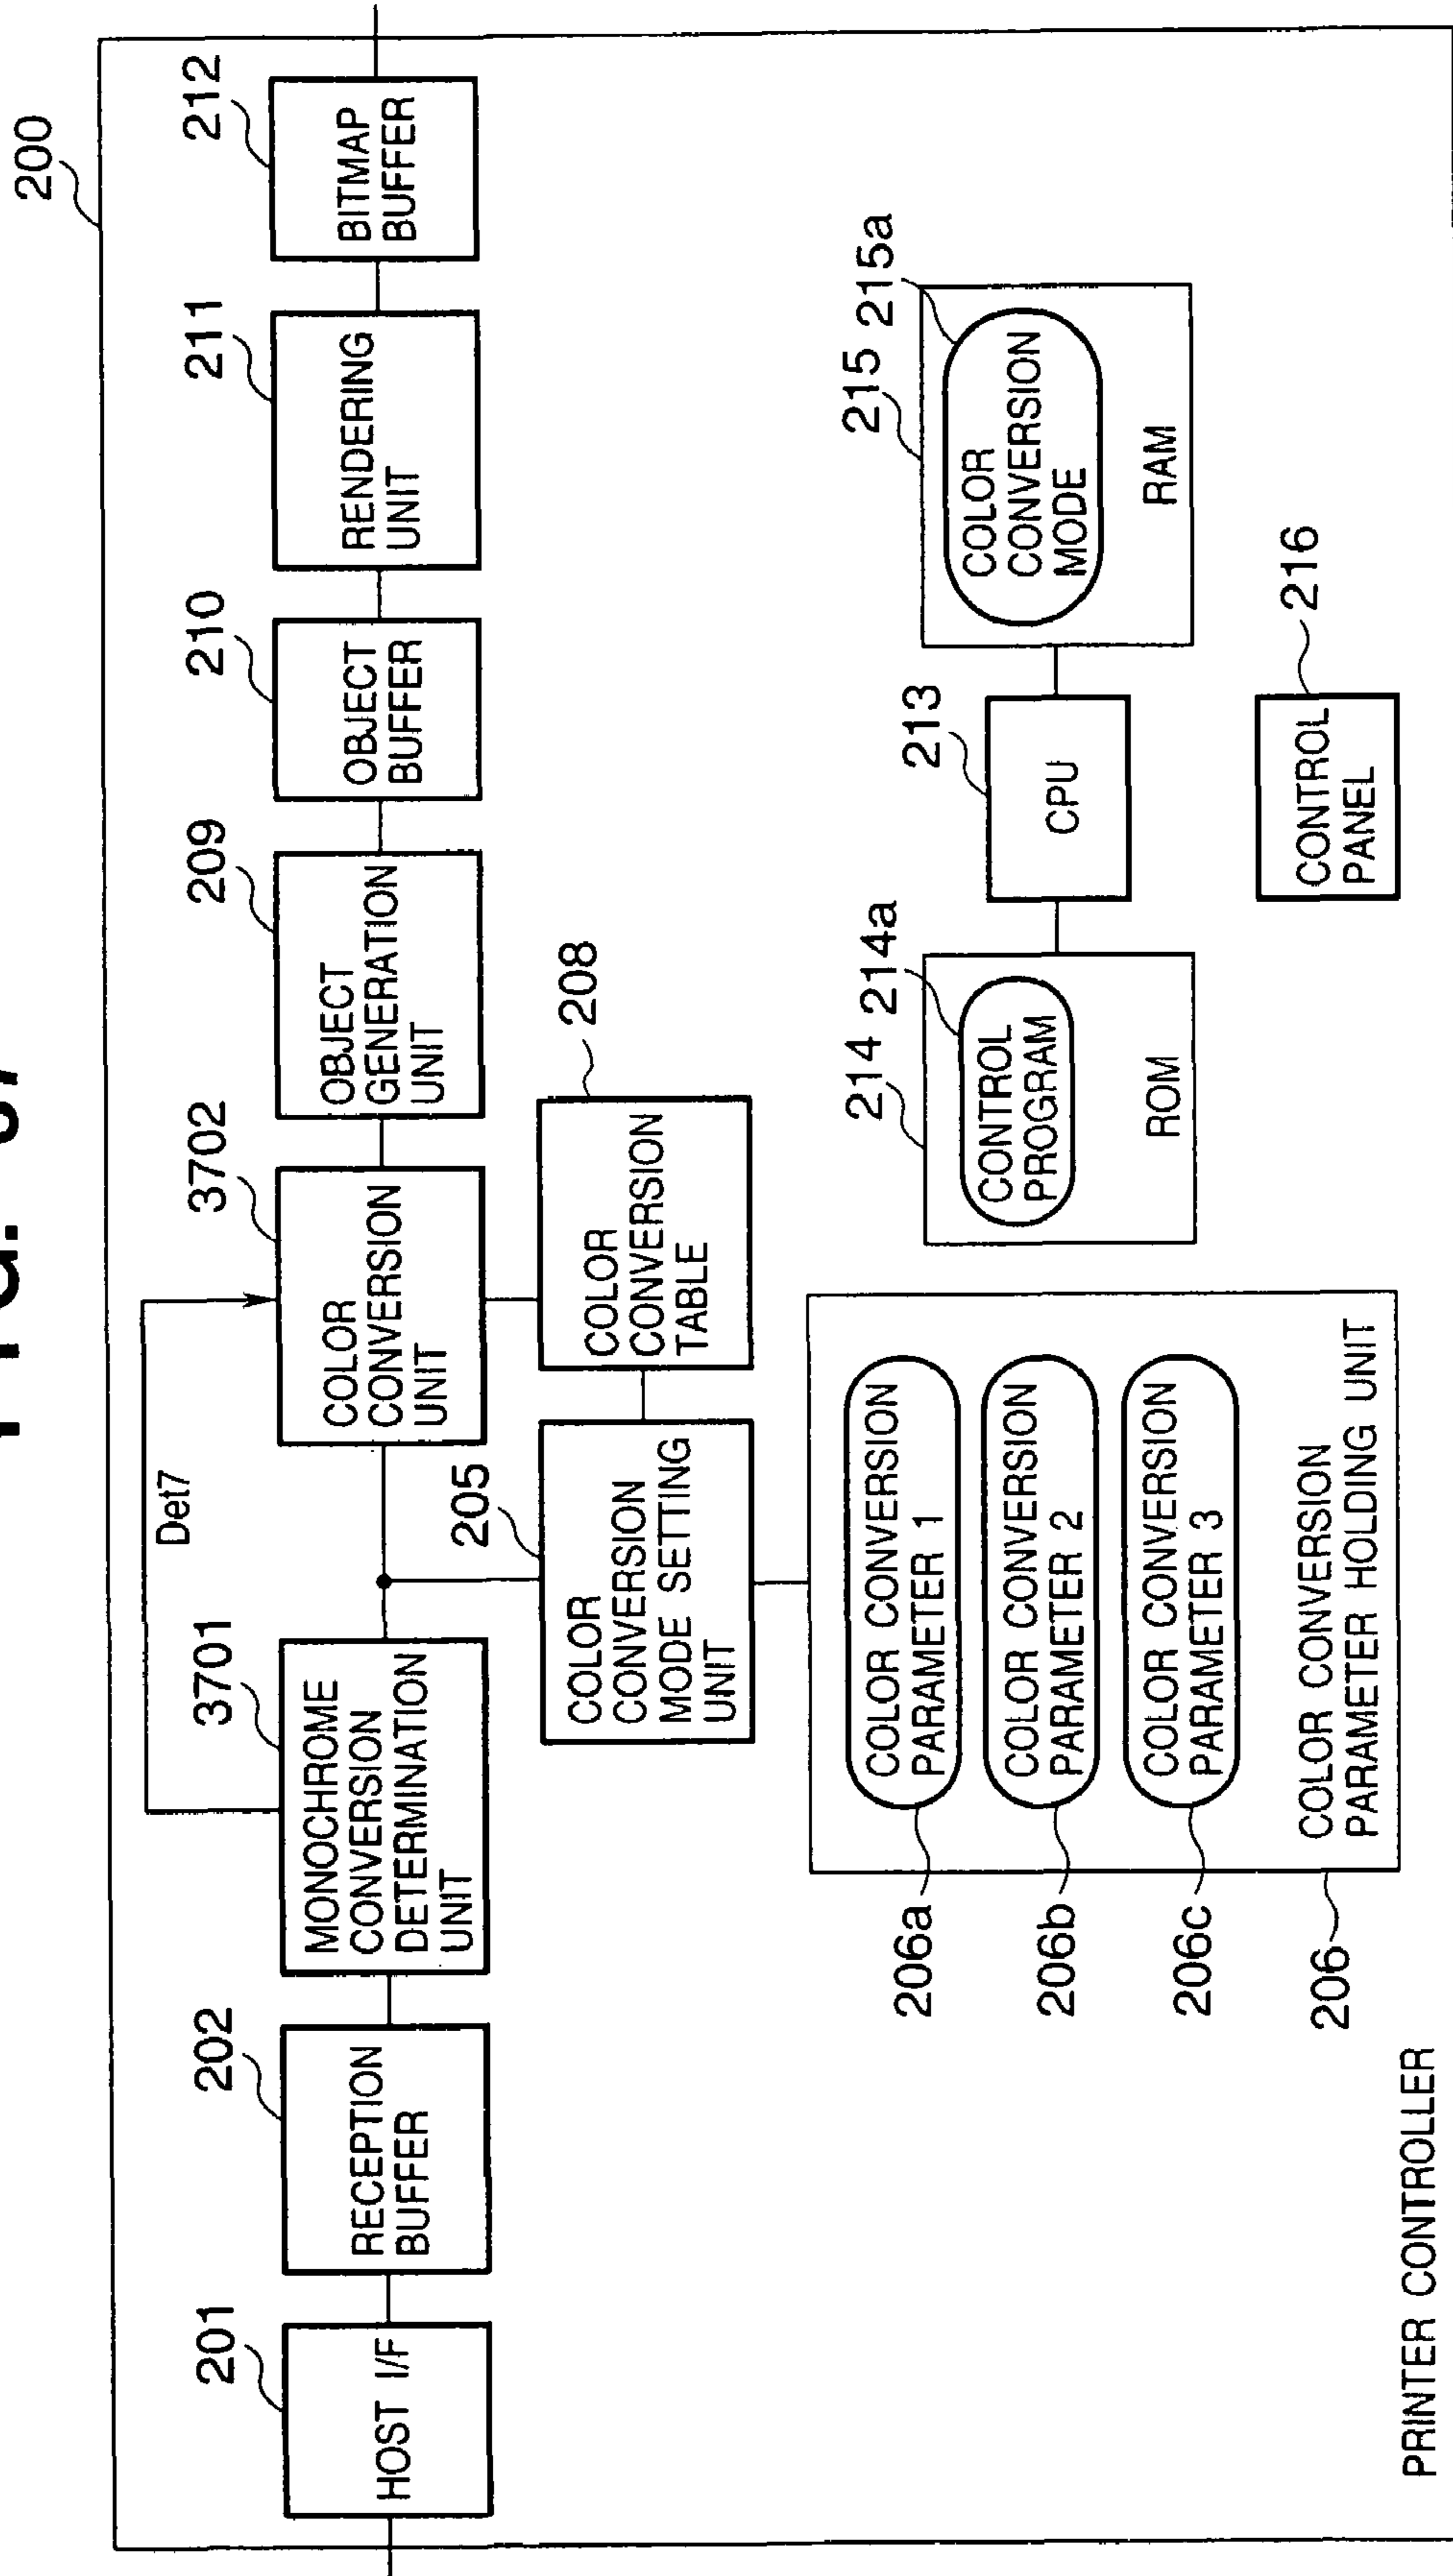 200
201
202
3701
Det7
3702
209
210
211
212
HOST I/F
RECEPTION
BUFFER
MONOCHROME
CONVERSION
DETERMINATION
UNIT
COLOR
CONVERSION
UNIT
OBJECT
GENERATION
UNIT
OBJECT
BUFFER
RENDERING
UNIT
BITMAP
BUFFER
205
208
COLOR
CONVERSION
MODE SETTING
UNIT
COLOR
CONVERSION
TABLE
206a
COLOR CONVERSION
PARAMETER 1
206b
COLOR CONVERSION
PARAMETER 2
206c
COLOR CONVERSION
PARAMETER 3
206
COLOR CONVERSION
PARAMETER HOLDING UNIT
214
214a
CONTROL
PROGRAM
ROM
213
CPU
215
215a
COLOR
CONVERSION
MODE
RAM
216
CONTROL
PANEL
PRINTER CONTROLLER